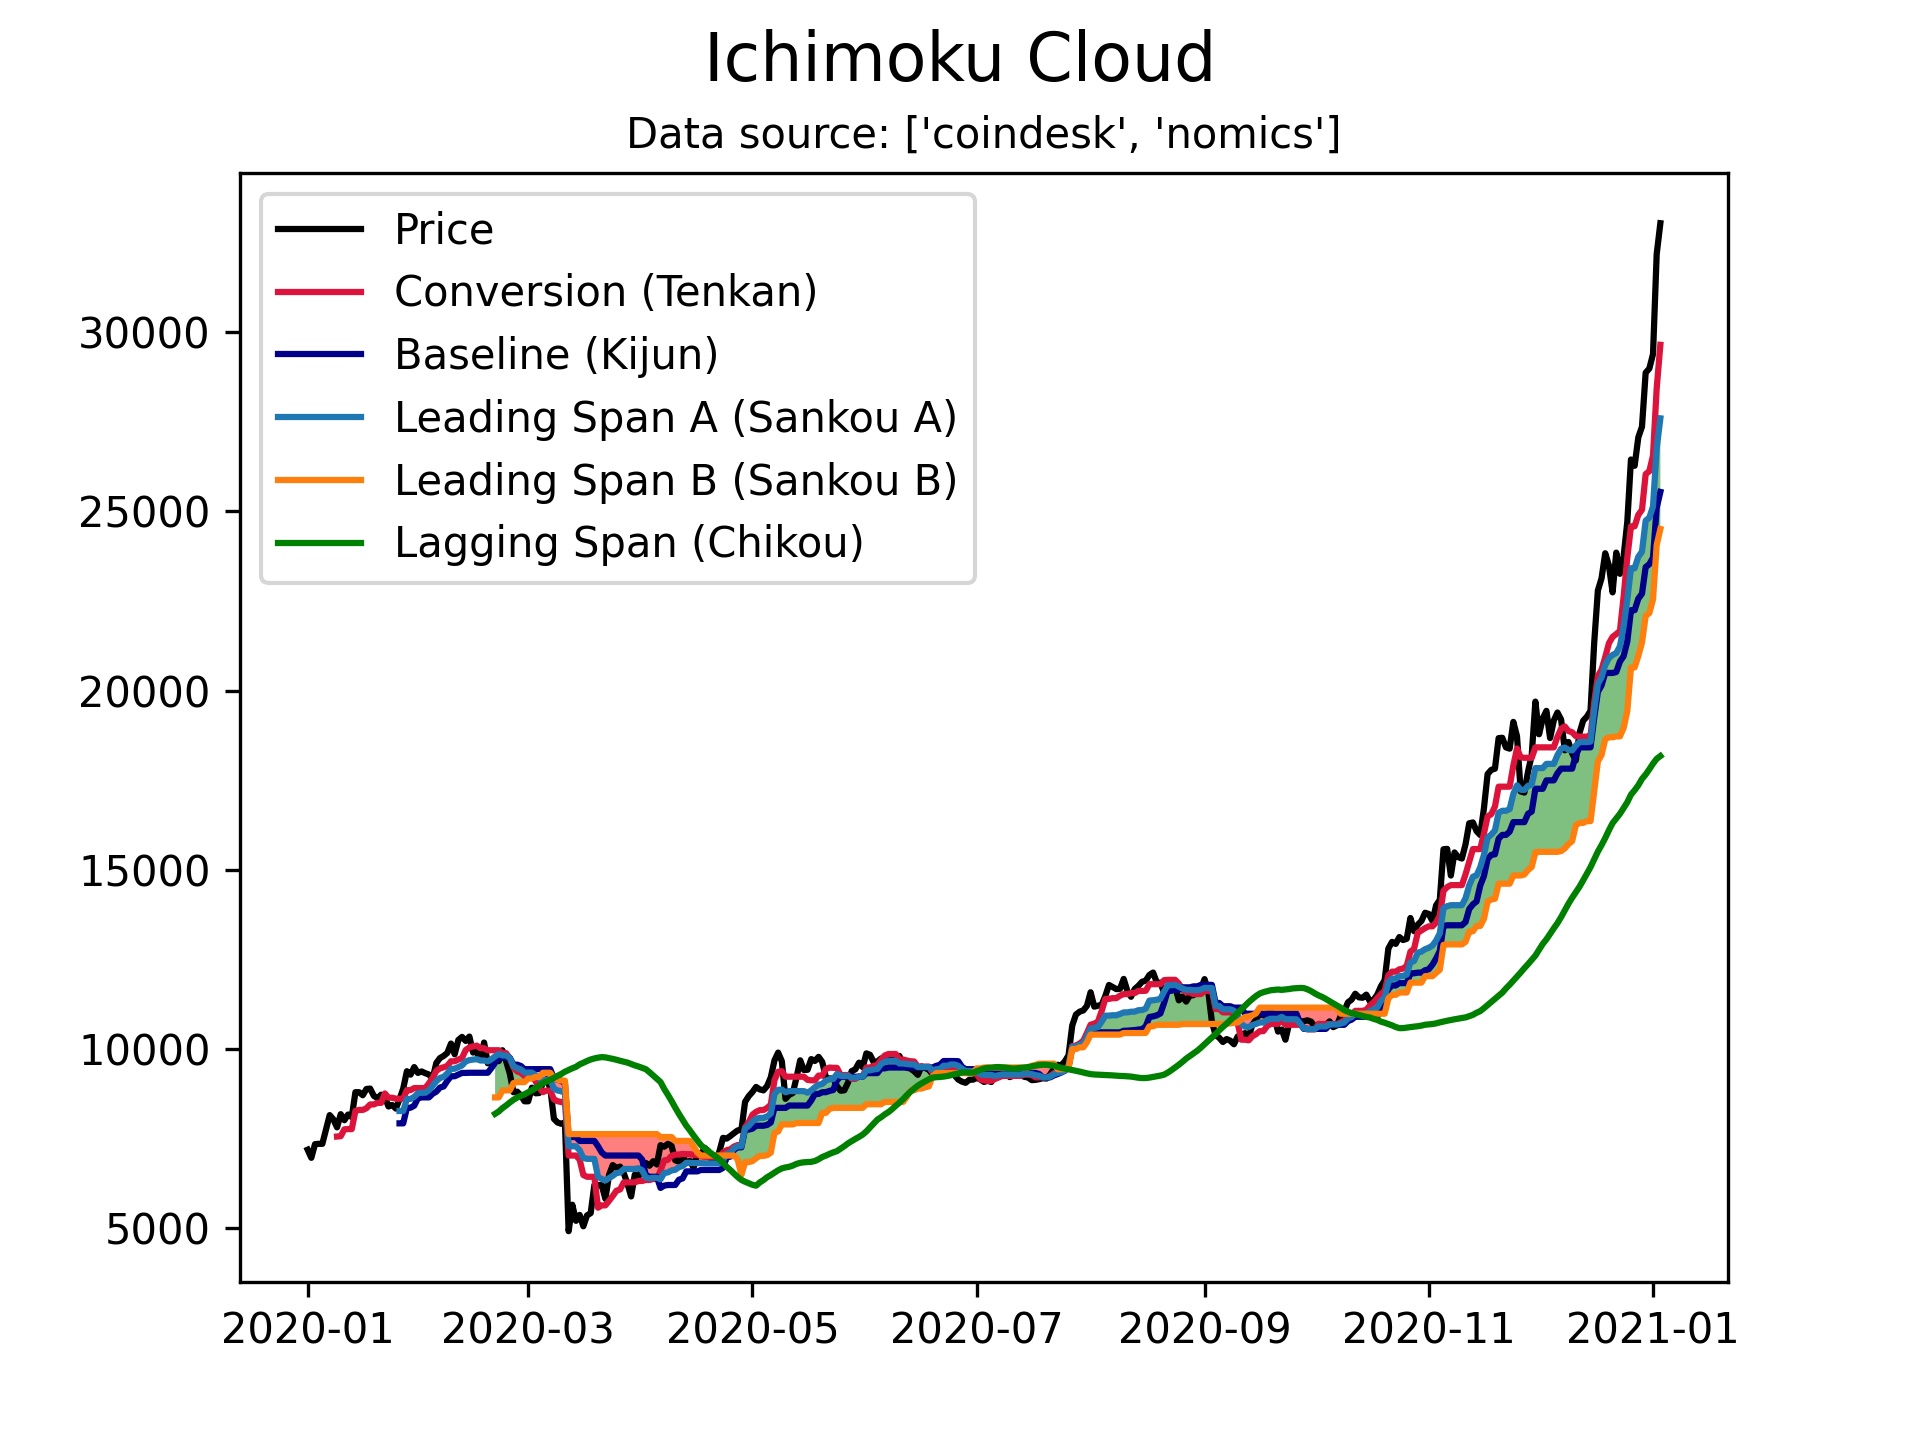 Ichimoku Cloud
Data source: ['coindesk', 'nomics']
Price
Conversion (Tenkan)
Baseline (Kijun)
Leading Span A (Sankou A)
Leading Span B (Sankou B)
Lagging Span (Chikou)
30000
25000
20000
15000
10000
5000
2020-01 2020-03 2020-05 2020-07 2020-09 2020-11 2021-01